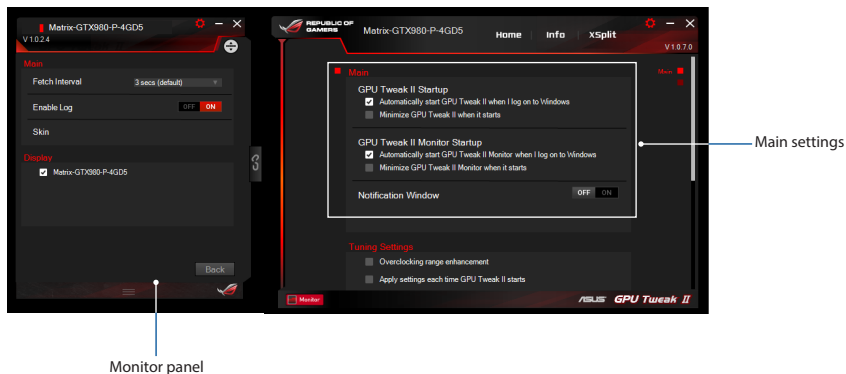 Matrix-GTX980-P-4GD5
V 1.0.2.4
Main
Fetch Interval 3 secs (default)
Enable Log OFF ON
Skin
Display
Matrix-GTX980-P-4GD5
Back
REPUBLIC OF
GAMERS
Matrix-GTX980-P-4GD5
Home Info XSplit
V 1.0.7.0
Main
Main
GPU Tweak II Startup
Automatically start GPU Tweak II when I log on to Windows
Minimize GPU Tweak II when it starts
GPU Tweak II Monitor Startup
Automatically start GPU Tweak II Monitor when I log on to Windows
Minimize GPU Tweak II Monitor when it starts
Notification Window OFF ON
Tuning Settings
Overclocking range enhancement
Apply settings each time GPU Tweak II starts
Monitor
ASUS GPU Tweak II
Main settings
Monitor panel